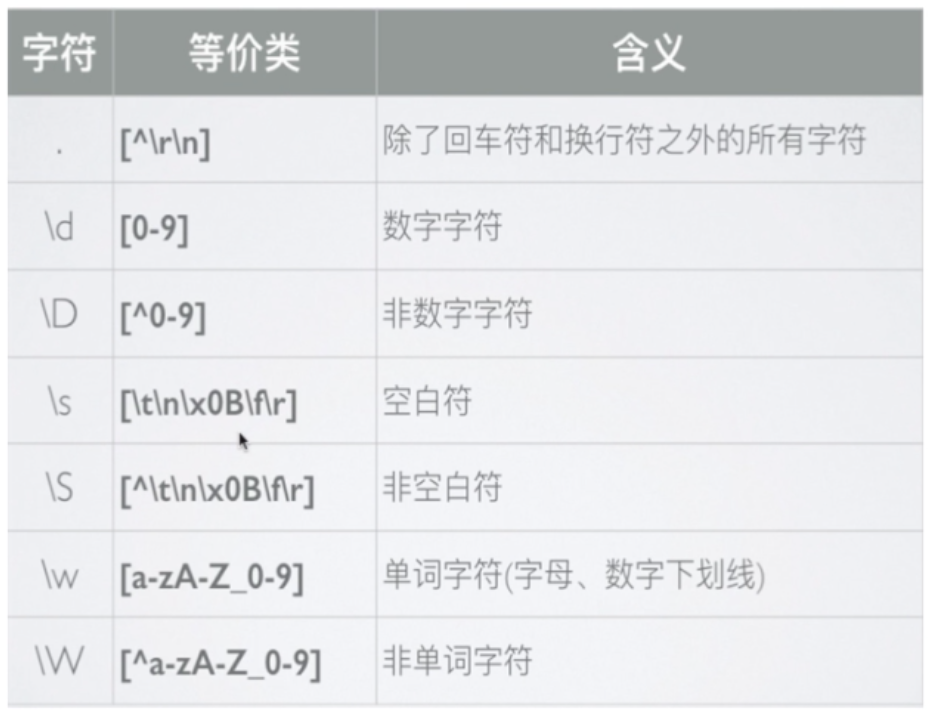 字符 等价类 含义
. [^\r\n] 除了回车符和换行符之外的所有字符
\d [0-9] 数字字符
\D [^0-9] 非数字字符
\s [\t\n\x0B\f\r] 空白符
\S [^\t\n\x0B\f\r] 非空白符
\w [a-zA-Z_0-9] 单词字符(字母、数字下划线)
\W [^a-zA-Z_0-9] 非单词字符